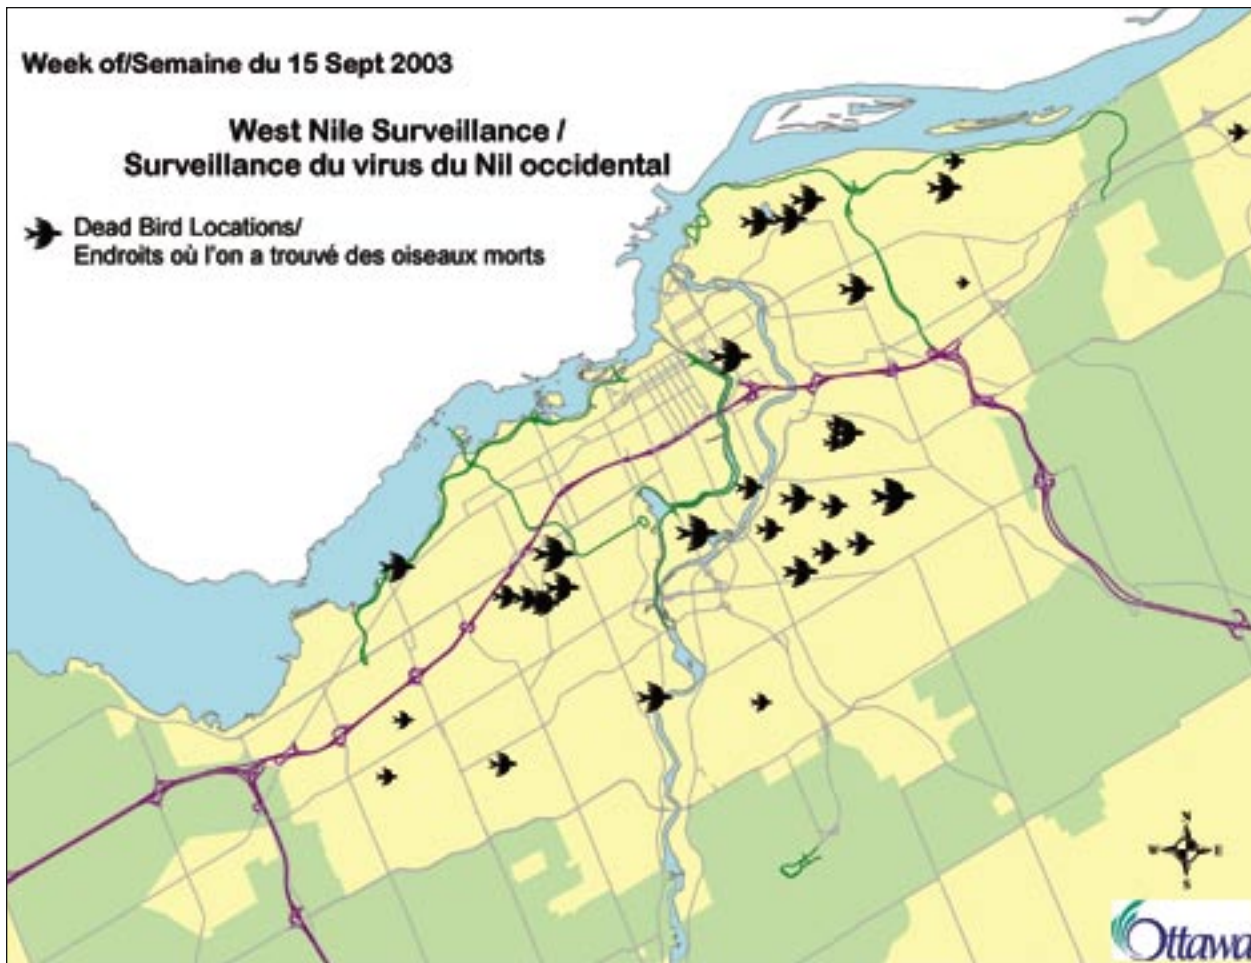 Week of/Semaine du 15 Sept 2003
West Nile Surveillance /
Surveillance du virus du Nil occidental
Dead Bird Locations/
Endroits où l'on a trouvé des oiseaux morts
N
W E
S
Ottawa